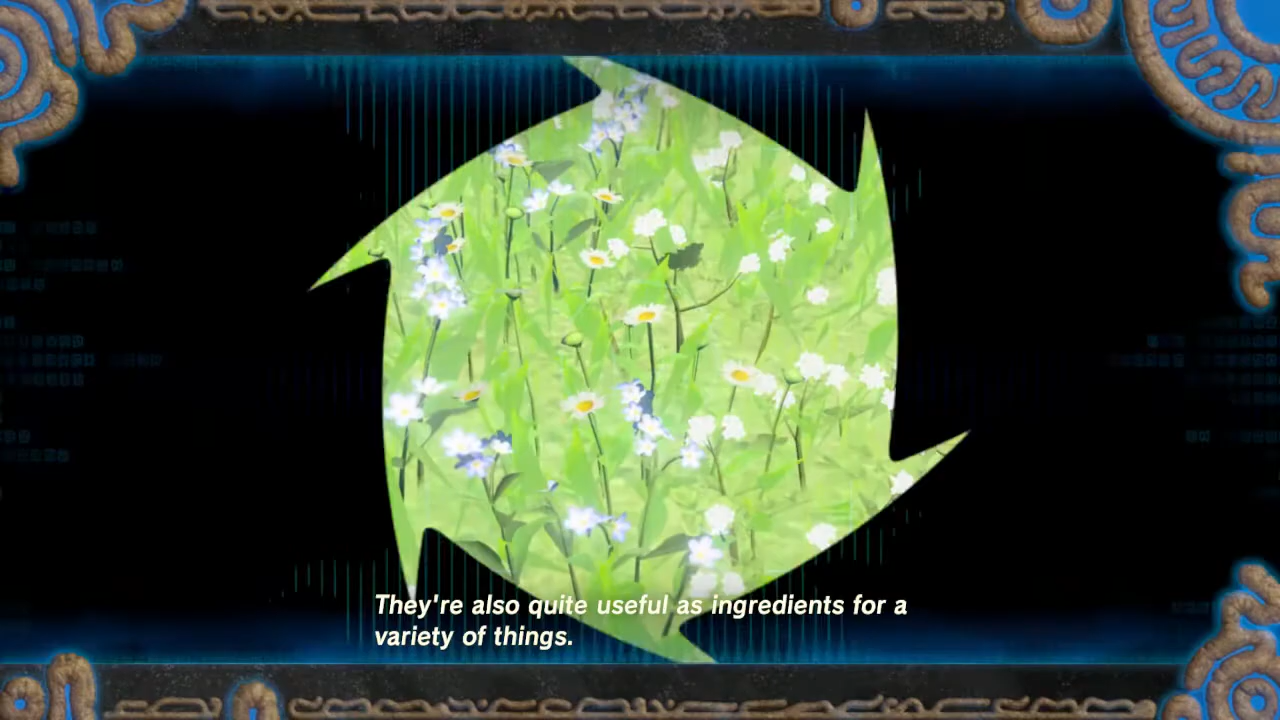 They're also quite useful as ingredients for a
variety of things.